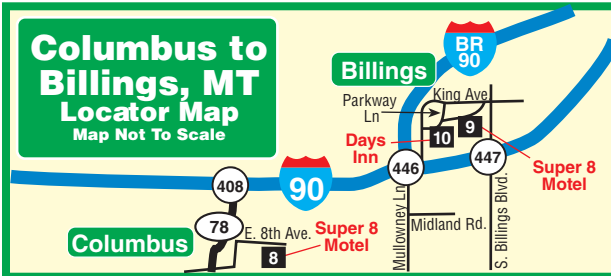 Columbus to
Billings, MT
Locator Map
Map Not To Scale
BR
90
Billings
Parkway
Ln
King Ave
Days
Inn
10
9
Super 8
Motel
446
447
408
90
78
Columbus
E. 8th Ave.
8
Super 8
Motel
Mullowney Ln
Midland Rd.
S. Billings Blvd.